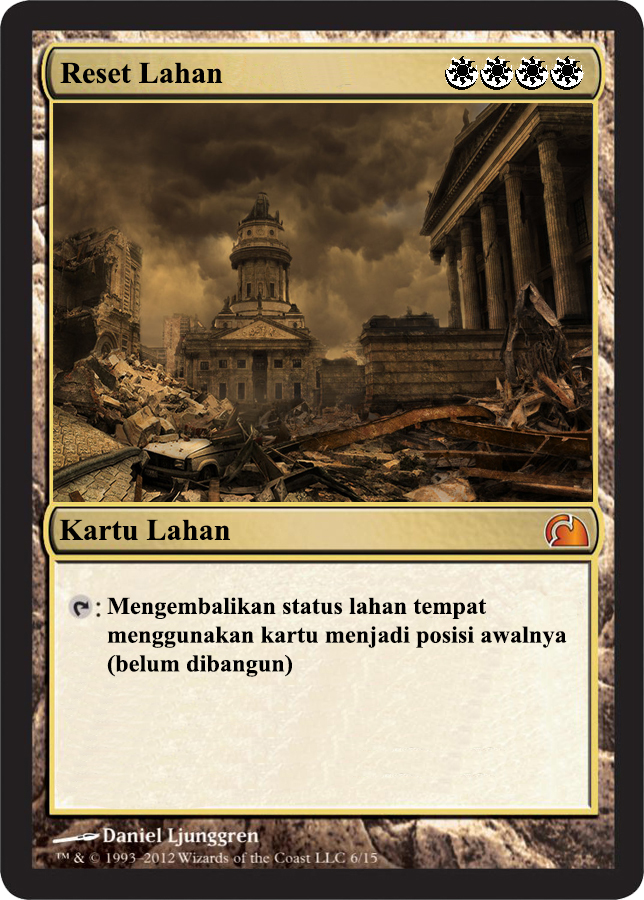 Reset Lahan
Kartu Lahan
: Mengembalikan status lahan tempat
menggunakan kartu menjadi posisi awalnya
(belum dibangun)
Daniel Ljunggren
™ & © 1993–2012 Wizards of the Coast LLC 6/15